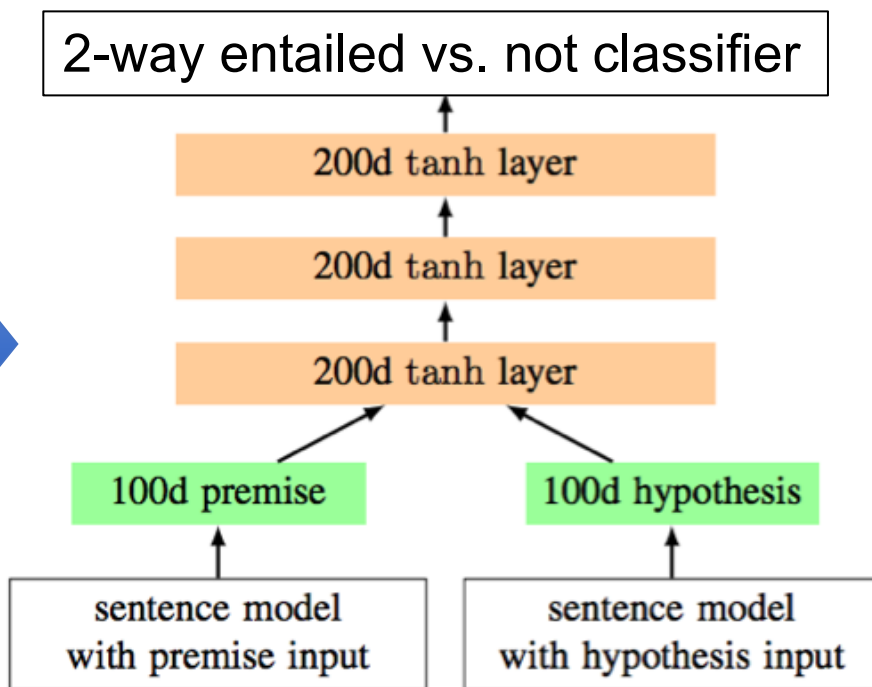 2-way entailed vs. not classifier
200d tanh layer
200d tanh layer
200d tanh layer
100d premise
100d hypothesis
sentence model
with premise input
sentence model
with hypothesis input